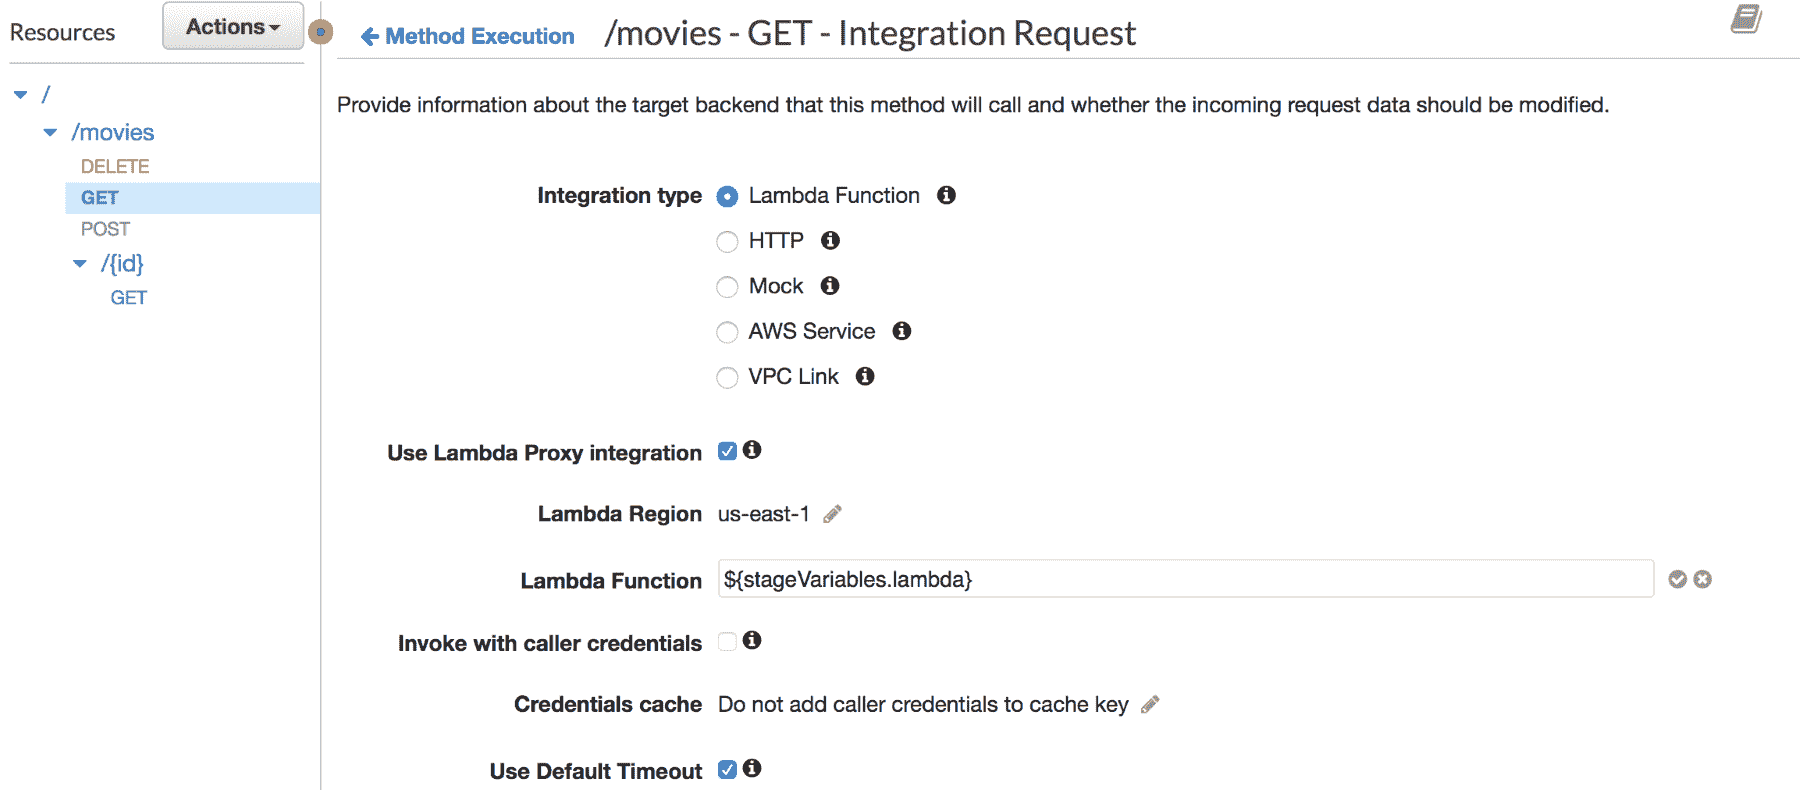 Resources
Actions
Method Execution
/movies - GET - Integration Request
/
/movies
DELETE
GET
POST
/{id}
GET
Provide information about the target backend that this method will call and whether the incoming request data should be modified.
Integration type
Lambda Function
HTTP
Mock
AWS Service
VPC Link
Use Lambda Proxy integration
Lambda Region us-east-1
Lambda Function ${stageVariables.lambda}
Invoke with caller credentials
Credentials cache Do not add caller credentials to cache key
Use Default Timeout